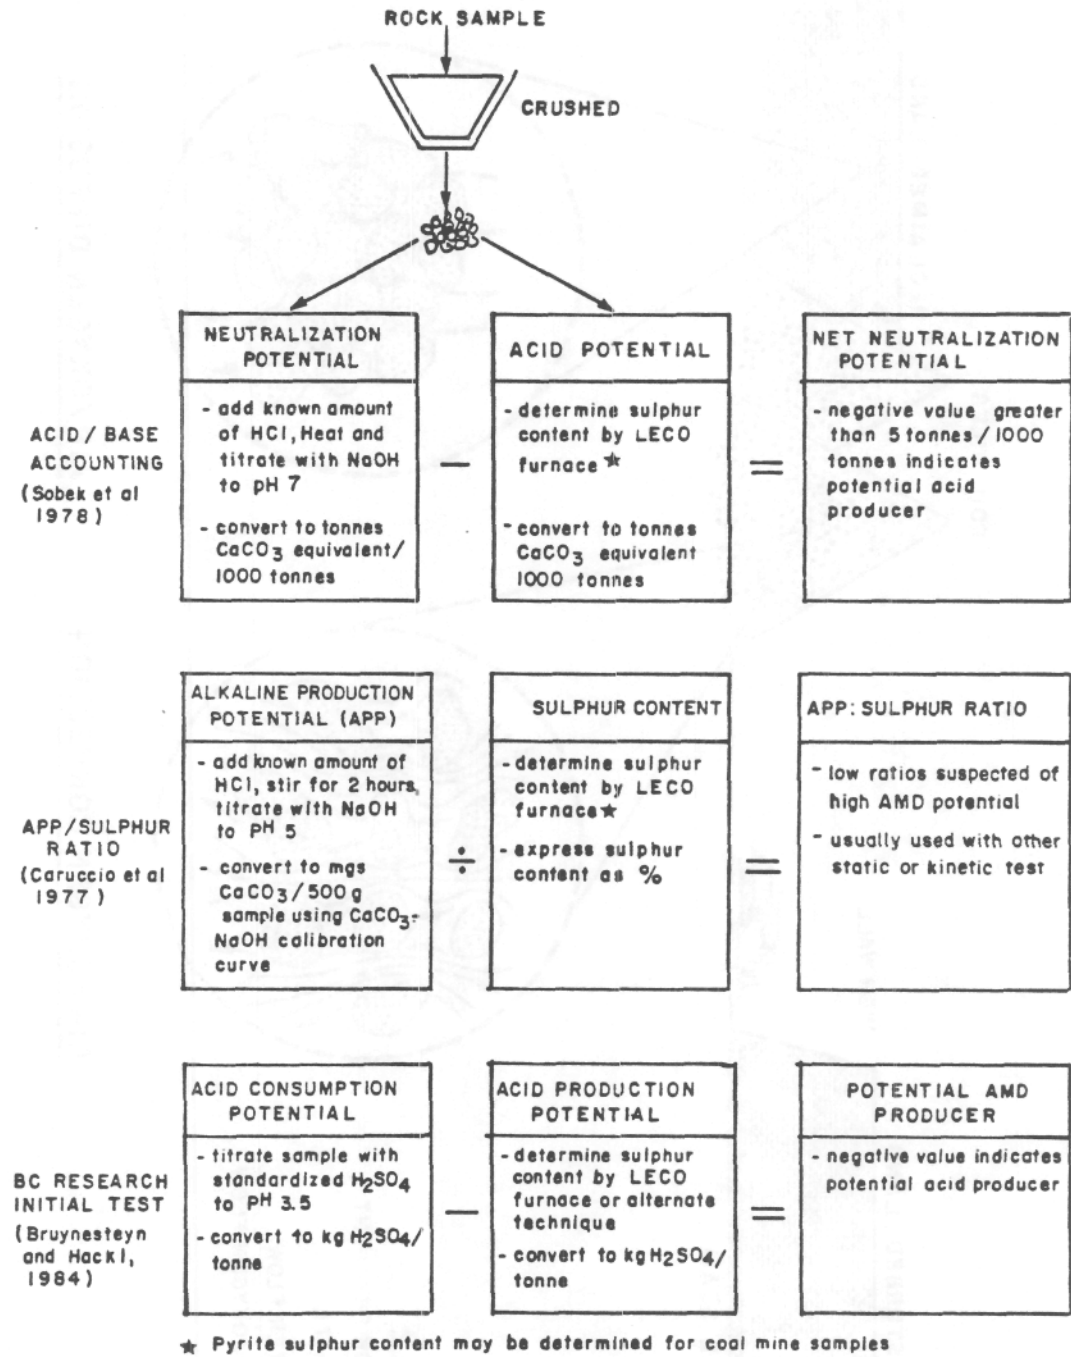 ROCK SAMPLE
CRUSHED
ACID / BASE
ACCOUNTING
(Sobek et al
1978)
NEUTRALIZATION
POTENTIAL
- add known amount
of HCl, Heat and
titrate with NaOH
to pH 7
- convert to tonnes
CaCO3 equivalent/
1000 tonnes
−
ACID POTENTIAL
- determine sulphur
content by LECO
furnace ★
- convert to tonnes
CaCO3 equivalent
1000 tonnes
=
NET NEUTRALIZATION
POTENTIAL
- negative value greater
than 5 tonnes / 1000
tonnes indicates
potential acid
producer
APP/SULPHUR
RATIO
(Caruccio et al
1977)
ALKALINE PRODUCTION
POTENTIAL (APP)
- add known amount of
HCl, stir for 2 hours,
titrate with NaOH
to pH 5
- convert to mgs
CaCO3/500 g
sample using CaCO3-
NaOH calibration
curve
÷
SULPHUR CONTENT
- determine sulphur
content by LECO
furnace★
- express sulphur
content as %
=
APP: SULPHUR RATIO
- low ratios suspected of
high AMD potential
- usually used with other
static or kinetic test
BC RESEARCH
INITIAL TEST
(Bruynesteyn
and Hackl,
1984)
ACID CONSUMPTION
POTENTIAL
- titrate sample with
standardized H2SO4
to pH 3.5
- convert to kg H2SO4/
tonne
−
ACID PRODUCTION
POTENTIAL
- determine sulphur
content by LECO
furnace or alternate
technique
- convert to kg H2SO4/
tonne
=
POTENTIAL AMD
PRODUCER
- negative value indicates
potential acid producer
★ Pyrite sulphur content may be determined for coal mine samples